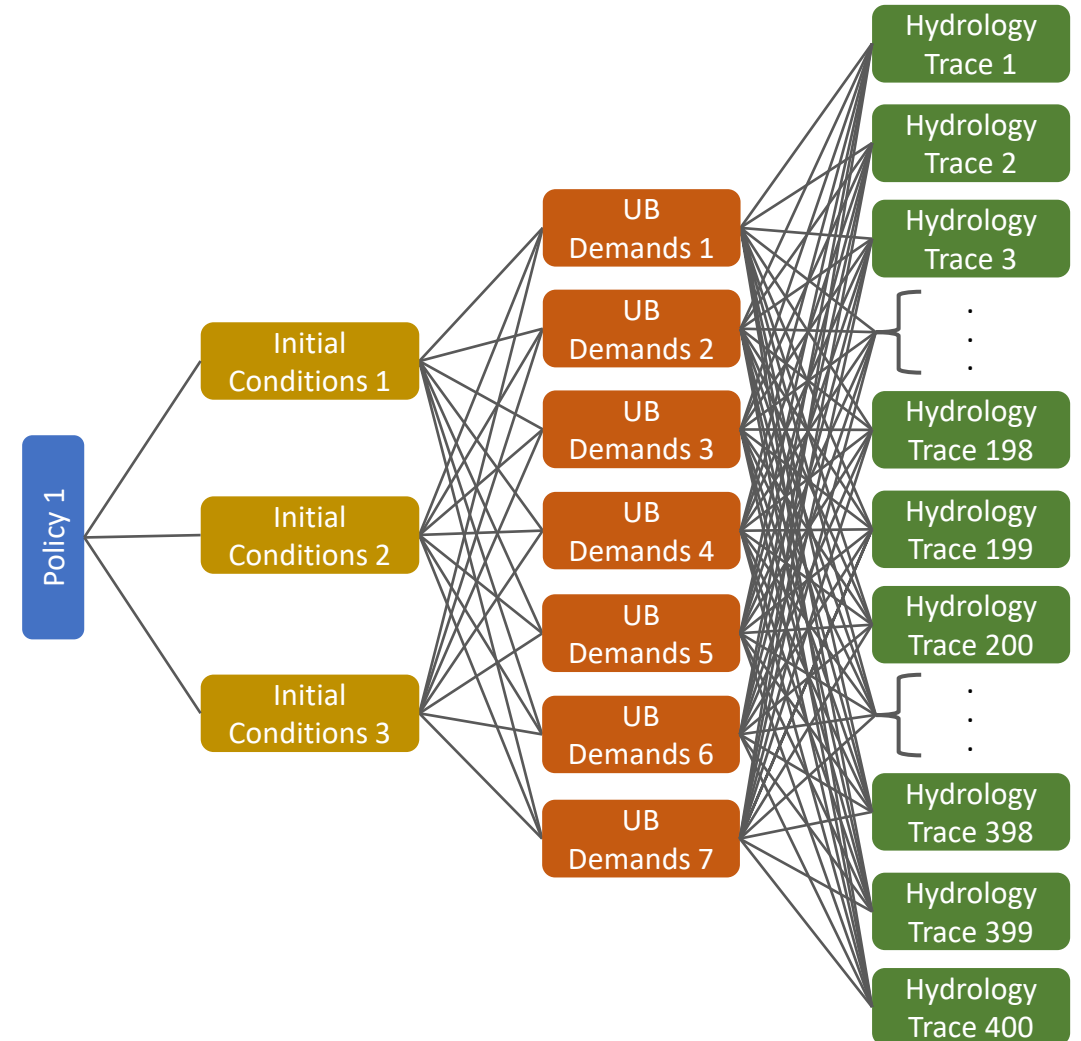 Policy 1
Initial
Conditions 1
Initial
Conditions 2
Initial
Conditions 3
UB
Demands 1
UB
Demands 2
UB
Demands 3
UB
Demands 4
UB
Demands 5
UB
Demands 6
UB
Demands 7
Hydrology
Trace 1
Hydrology
Trace 2
Hydrology
Trace 3
.
.
.
Hydrology
Trace 198
Hydrology
Trace 199
Hydrology
Trace 200
.
.
.
Hydrology
Trace 398
Hydrology
Trace 399
Hydrology
Trace 400